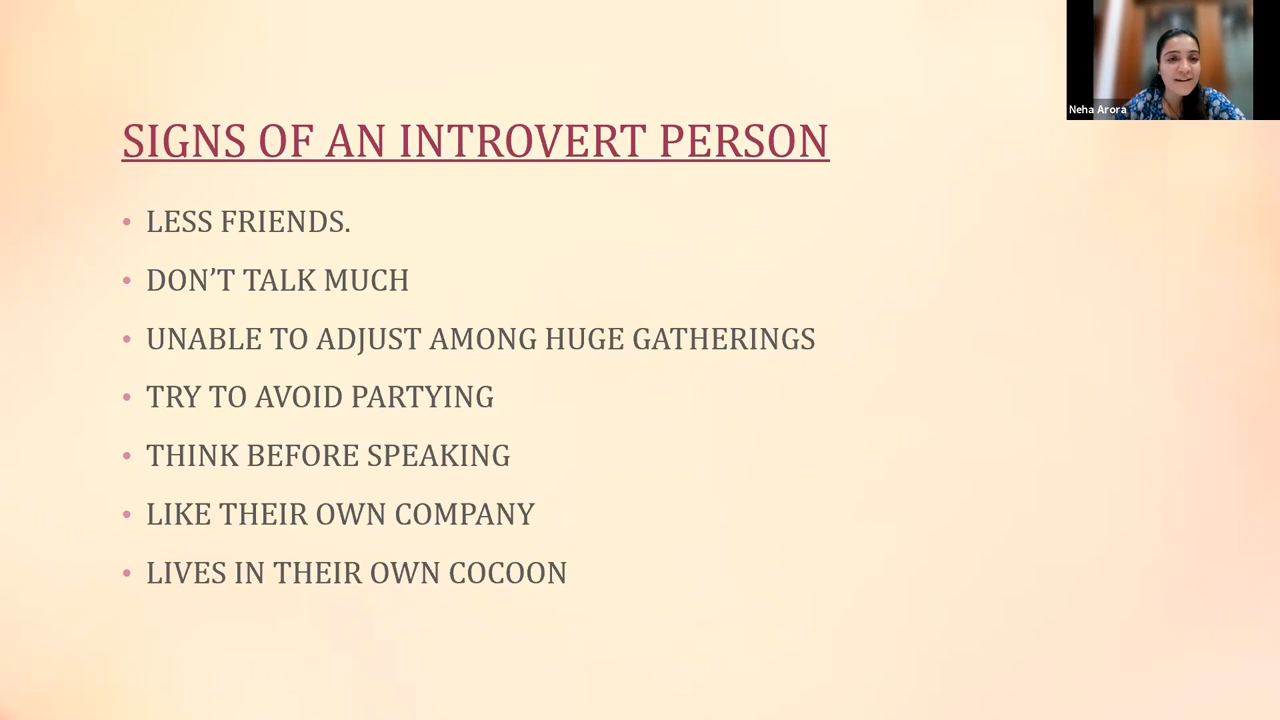 Neha Arora
SIGNS OF AN INTROVERT PERSON
• LESS FRIENDS.
• DON’T TALK MUCH
• UNABLE TO ADJUST AMONG HUGE GATHERINGS
• TRY TO AVOID PARTYING
• THINK BEFORE SPEAKING
• LIKE THEIR OWN COMPANY
• LIVES IN THEIR OWN COCOON